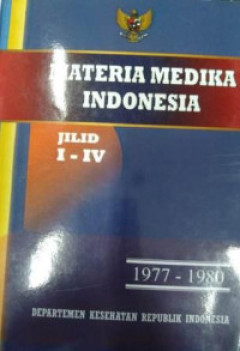 MATERIA MEDIKA
INDONESIA
JILID
I - IV
1977 - 1980
DEPARTEMEN KESEHATAN REPUBLIK INDONESIA